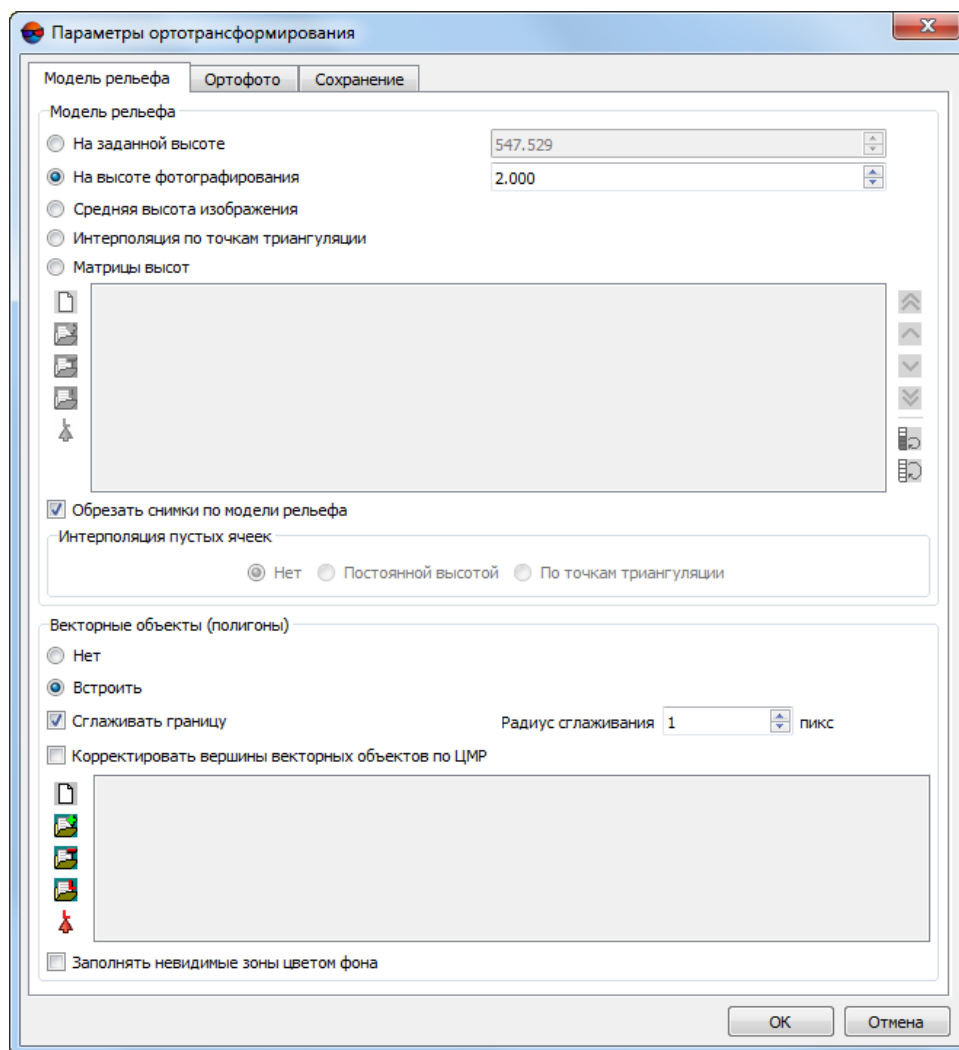 Параметры ортотрансформирования
Модель рельефа Ортофото Сохранение
Модель рельефа
На заданной высоте 547.529
На высоте фотографирования 2.000
Средняя высота изображения
Интерполяция по точкам триангуляции
Матрицы высот
Обрезать снимки по модели рельефа
Интерполяция пустых ячеек
Нет Постоянной высотой По точкам триангуляции
Векторные объекты (полигоны)
Нет
Встроить
Сглаживать границу Радиус сглаживания 1 пикс
Корректировать вершины векторных объектов по ЦМР
Заполнять невидимые зоны цветом фона
ОК Отмена